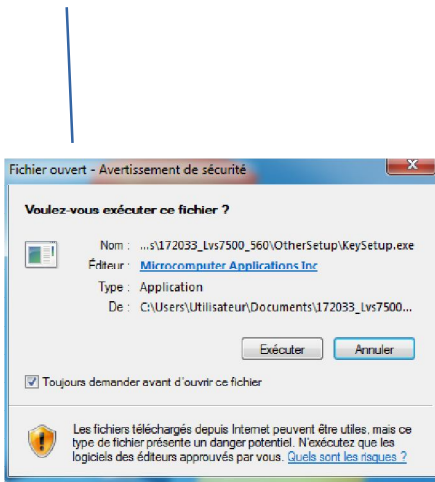 Fichier ouvert - Avertissement de sécurité
Voulez-vous exécuter ce fichier ?
Nom : ...s\172033_Lvs7500_560\OtherSetup\KeySetup.exe
Éditeur : Microcomputer Applications Inc
Type : Application
De : C:\Users\Utilisateur\Documents\172033_Lvs7500...
Exécuter Annuler
Toujours demander avant d'ouvrir ce fichier
Les fichiers téléchargés depuis Internet peuvent être utiles, mais ce
type de fichier présente un danger potentiel. N'exécutez que les
logiciels des éditeurs approuvés par vous. Quels sont les risques ?